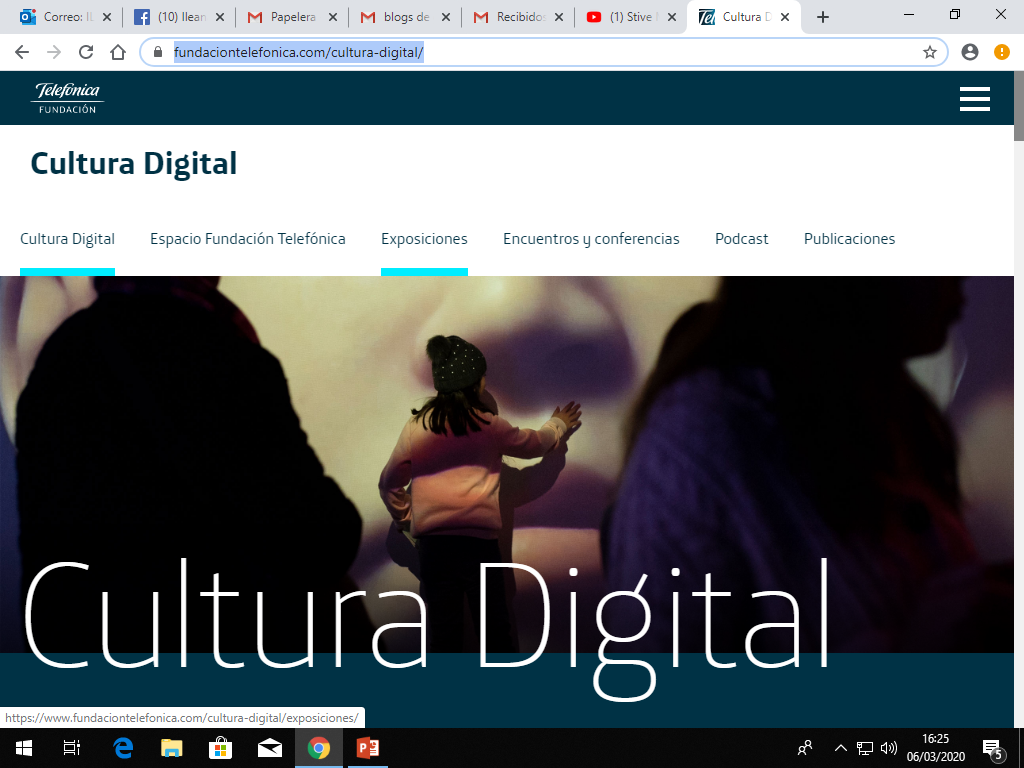 Correo: IL
(10) Ilean
Papelera
blogs de
Recibidos
(1) Stive
Cultura D
fundaciontelefonica.com/cultura-digital/
Telefónica
FUNDACIÓN
Cultura Digital
Cultura Digital
Espacio Fundación Telefónica
Exposiciones
Encuentros y conferencias
Podcast
Publicaciones
Cultura Digital
https://www.fundaciontelefonica.com/cultura-digital/exposiciones/
16:25
06/03/2020
5